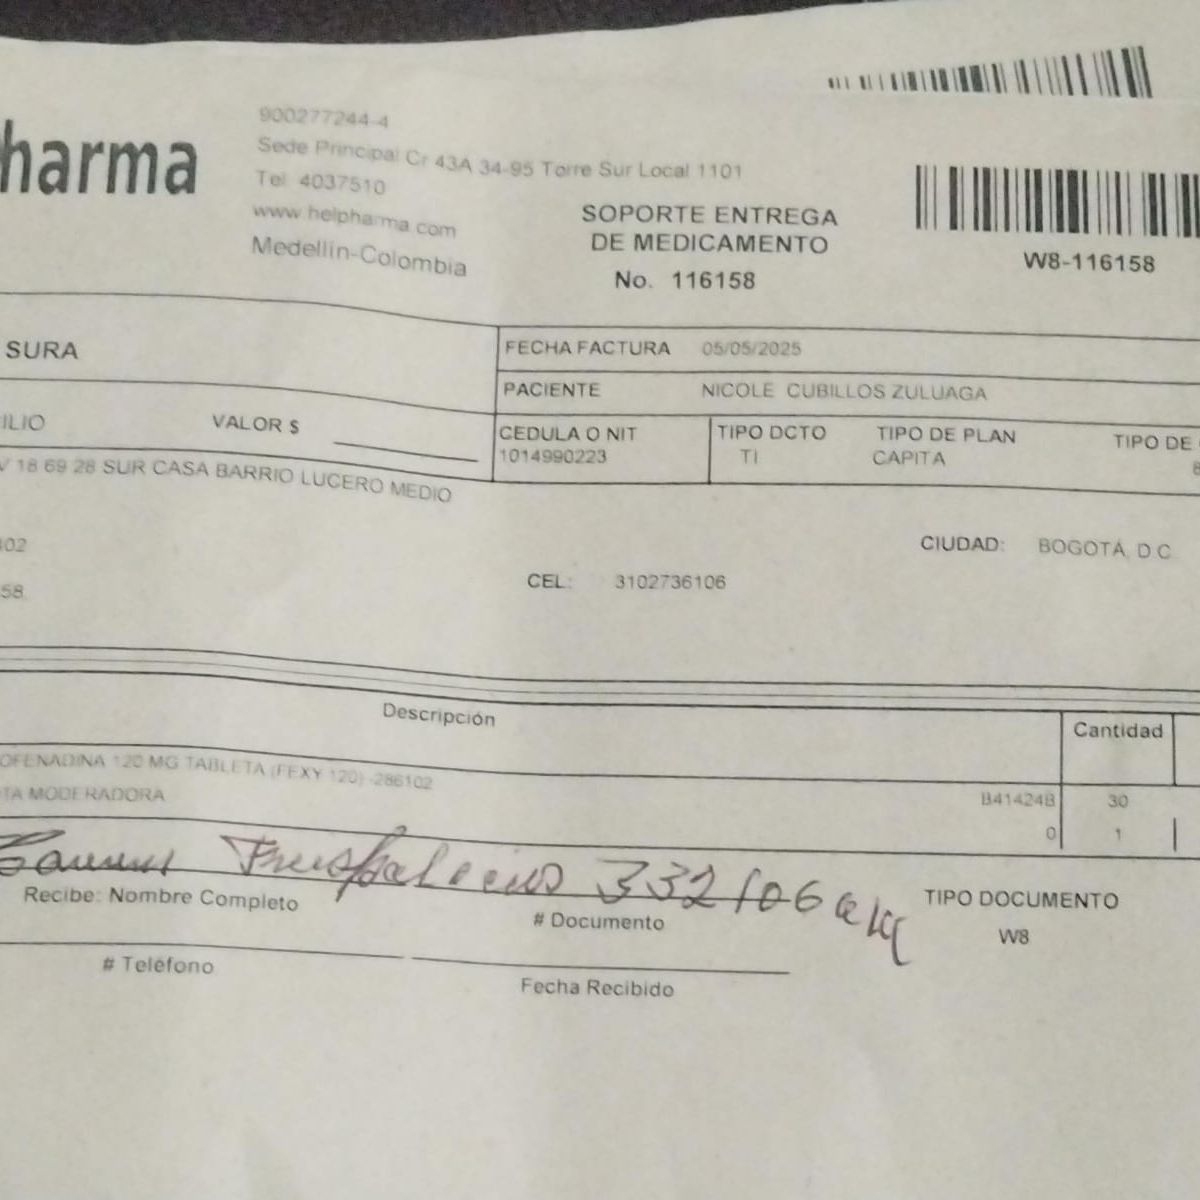 harma
900277244-4
Sede Principal Cr 43A 34-95 Torre Sur Local 1101
Tel 4037510
www.helpharma.com
Medellín-Colombia
SOPORTE ENTREGA
DE MEDICAMENTO
No. 116158
W8-116158
SURA
FECHA FACTURA 05/05/2025
PACIENTE NICOLE CUBILLOS ZULUAGA
ILIO VALOR $
CEDULA O NIT TIPO DCTO TIPO DE PLAN TIPO DE
1014990223 TI CAPITA 8
V 18 69 28 SUR CASA BARRIO LUCERO MEDIO
102
CIUDAD: BOGOTÁ, D.C.
58
CEL: 3102736106
Descripción Cantidad
OFENADINA 120 MG TABLETA (FEXY 120) -286102 B41424B 30
TA MODERADORA 0 1
332106
Recibe: Nombre Completo # Documento TIPO DOCUMENTO
W8
# Teléfono Fecha Recibido